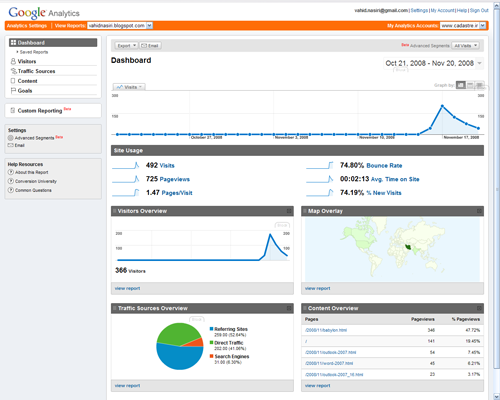 Google Analytics
vahid.nasiri@gmail.com | Settings | My Account | Help | Sign Out
Analytics Settings | View Reports: vahidnasiri.blogspot.com
My Analytics Accounts: www.cadastre.ir
Dashboard
Saved Reports
Visitors
Traffic Sources
Content
Goals
Custom Reporting Beta
Settings
Advanced Segments Beta
Email
Help Resources
About this Report
Conversion University
Common Questions
Export
Email
Beta Advanced Segments: All Visits
Dashboard
Oct 21, 2008 - Nov 20, 2008
Visits
Graph by:
200 200
100 100
October 27, 2008 November 3, 2008 November 10, 2008 November 17, 2008
Site Usage
492 Visits
74.80% Bounce Rate
725 Pageviews
00:02:13 Avg. Time on Site
1.47 Pages/Visit
74.19% % New Visits
Visitors Overview
200 200
100 100
366 Visitors
view report
Map Overlay
view report
Traffic Sources Overview
Referring Sites
259.00 (52.64%)
Direct Traffic
202.00 (41.06%)
Search Engines
31.00 (6.30%)
view report
Content Overview
Pages Pageviews % Pageviews
/2008/11/babylon.html 346 47.72%
/ 141 19.45%
/2008/11/outlook-2007.html 54 7.45%
/2008/11/word-2007.html 45 6.21%
/2008/11/outlook-2007_16.html 23 3.17%
view report